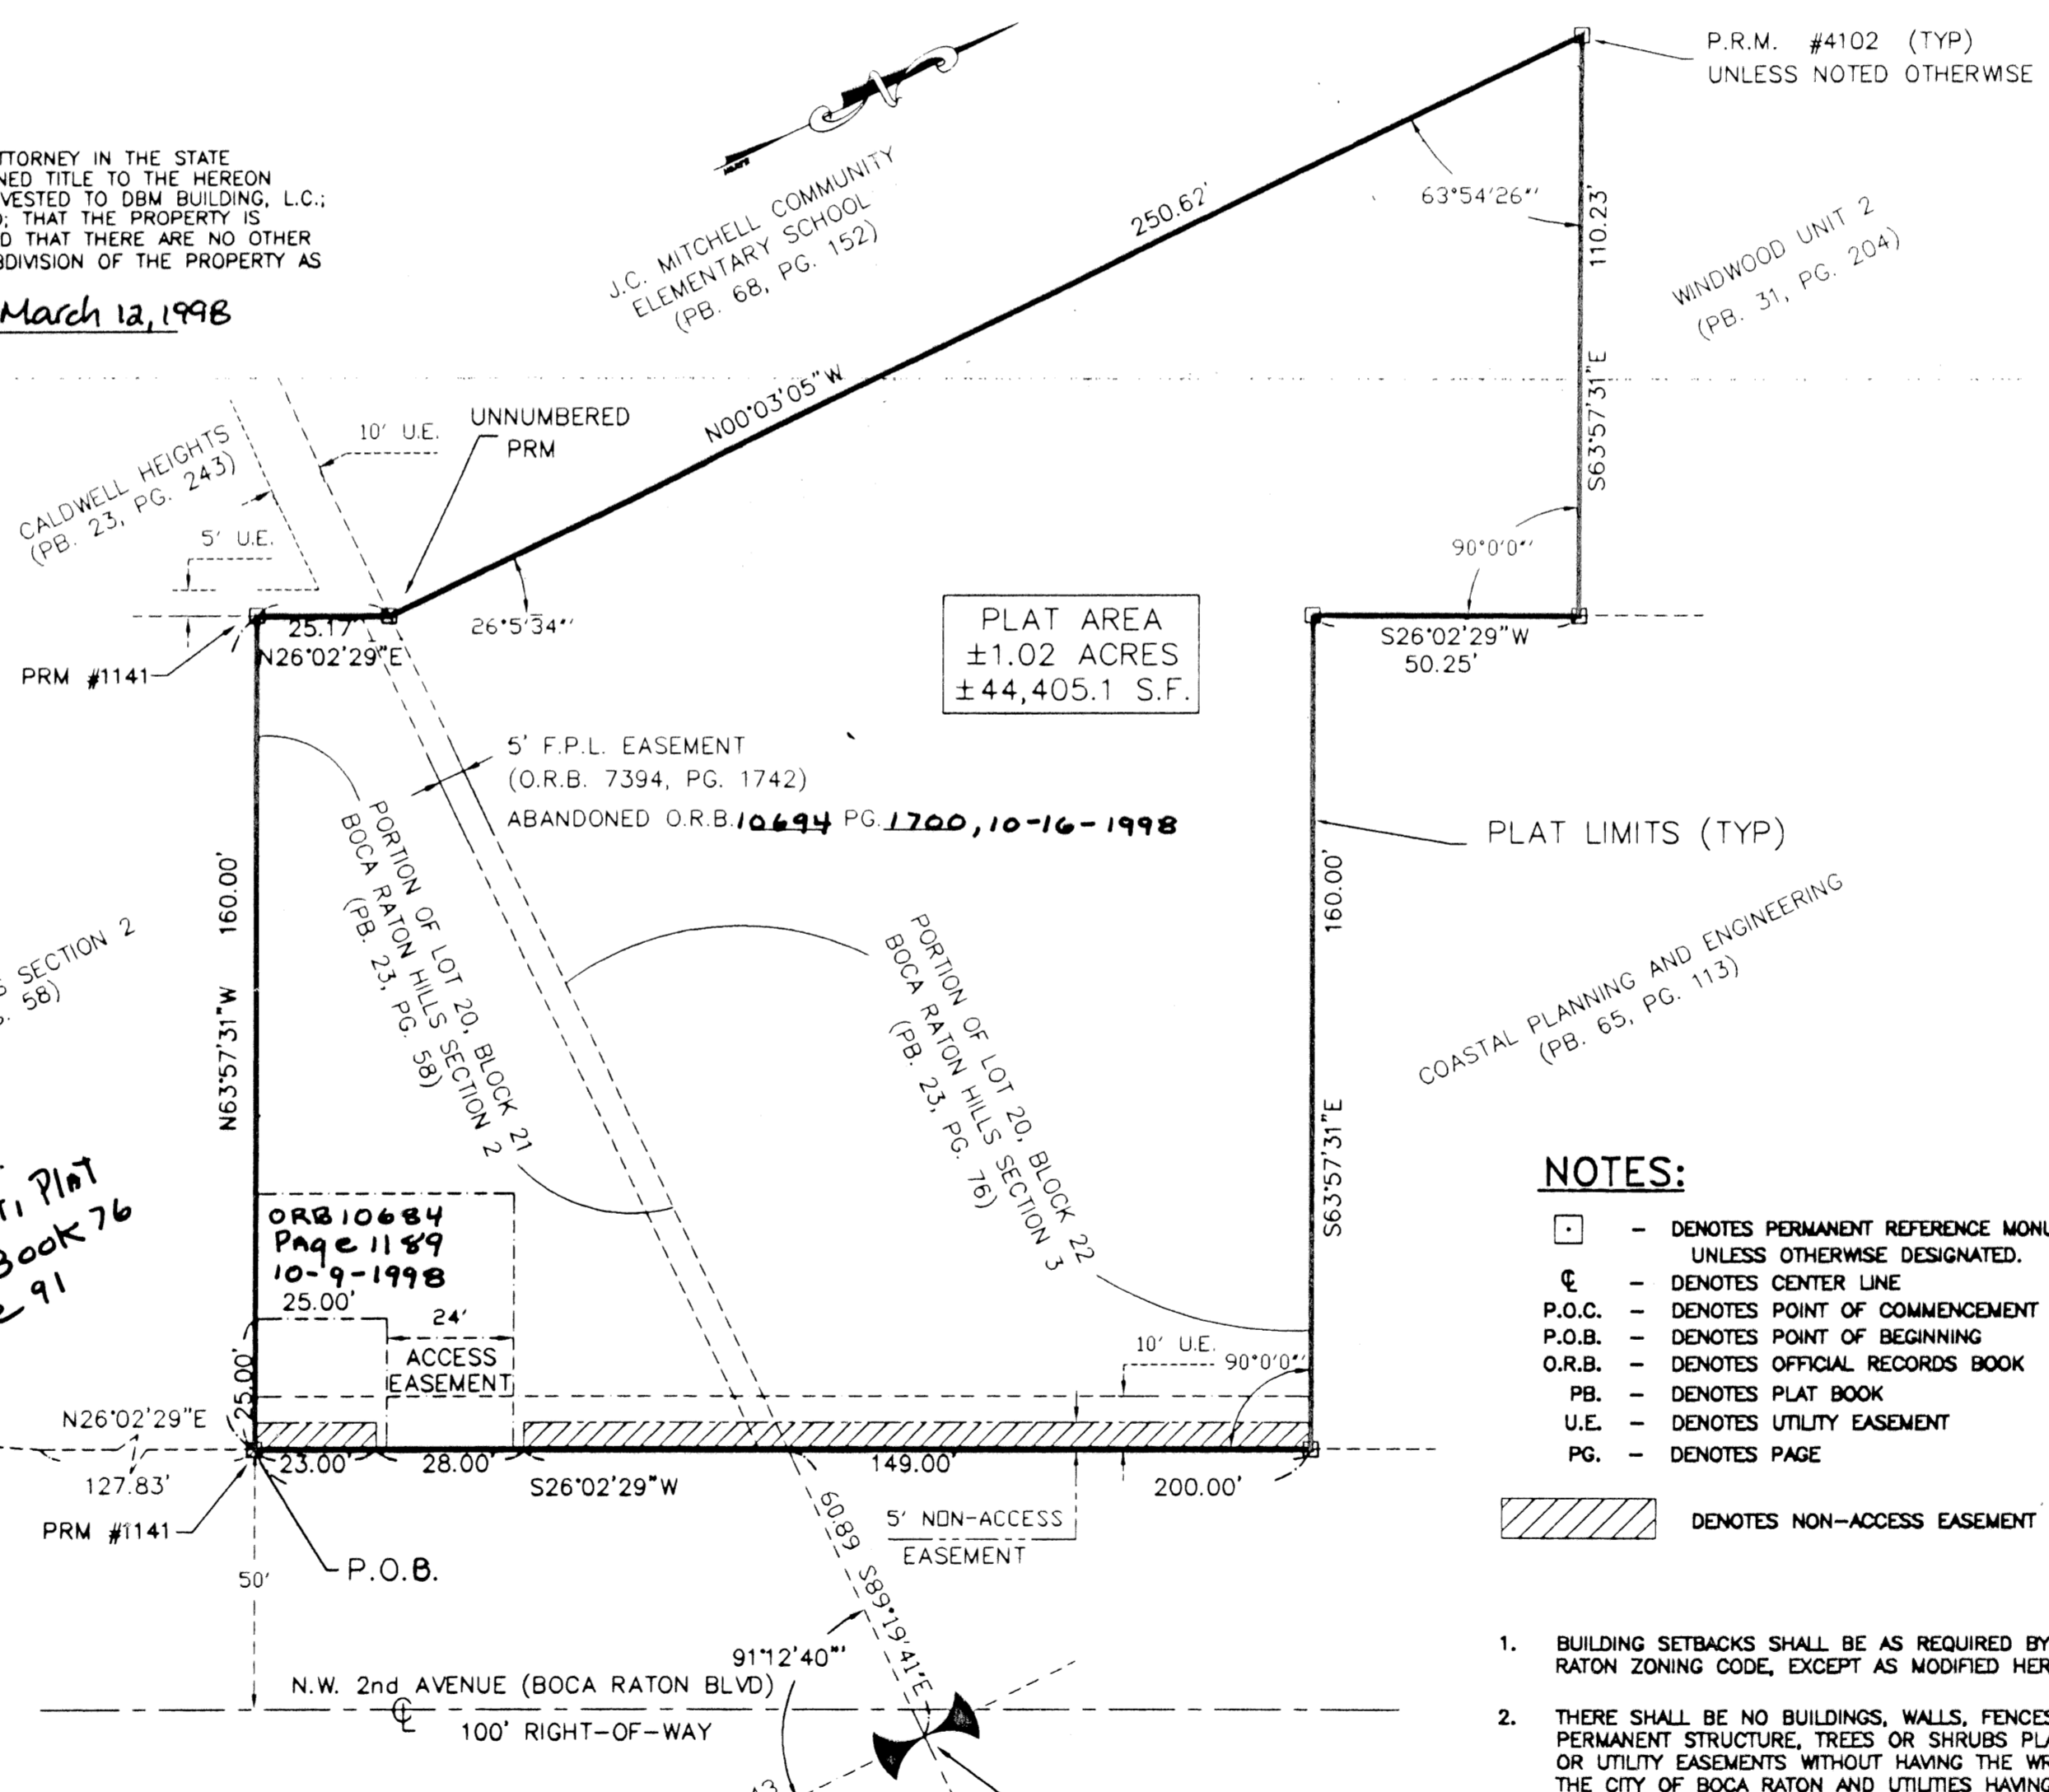 P.R.M. #4102 (TYP)
UNLESS NOTED OTHERWISE
TTORNEY IN THE STATE
NED TITLE TO THE HEREON
VESTED TO DBM BUILDING, L.C.;
; THAT THE PROPERTY IS
D THAT THERE ARE NO OTHER
BDIVISION OF THE PROPERTY AS
March 12, 1998
J.C. MITCHELL COMMUNITY
ELEMENTARY SCHOOL
(PB. 68, PG. 152)
250.62'
N00°03'05"W
63°54'26"'
110.23'
S63°57'31"E
WINDWOOD UNIT 2
(PB. 31, PG. 204)
CALDWELL HEIGHTS
(PB. 23, PG. 243)
10' U.E.
UNNUMBERED
PRM
5' U.E.
90°0'0"'
25.17'
N26°02'29"E
26°5'34"'
PRM #1141
PLAT AREA
±1.02 ACRES
±44,405.1 S.F.
S26°02'29"W
50.25'
5' F.P.L. EASEMENT
(O.R.B. 7394, PG. 1742)
ABANDONED O.R.B. 10694 PG. 1700, 10-16-1998
PLAT LIMITS (TYP)
160.00'
N63°57'31"W
PORTION OF LOT 20, BLOCK 21
BOCA RATON HILLS SECTION 2
(PB. 23, PG. 58)
PORTION OF LOT 20, BLOCK 22
BOCA RATON HILLS SECTION 3
(PB. 23, PG. 76)
160.00'
S63°57'31"E
COASTAL PLANNING AND ENGINEERING
(PB. 65, PG. 113)
SECTION 2
58)
Plat
Book 76
91
ORB 10684
Page 1189
10-9-1998
25.00'
24'
ACCESS
EASEMENT
25.00'
10' U.E.
90°0'0"'
N26°02'29"E
127.83'
23.00'
28.00'
149.00'
S26°02'29"W
200.00'
PRM #1141
P.O.B.
50'
5' NON-ACCESS
EASEMENT
60.89 S89°19'41"E
91°12'40"'
N.W. 2nd AVENUE (BOCA RATON BLVD)
100' RIGHT-OF-WAY
NOTES:
– DENOTES PERMANENT REFERENCE MONU
UNLESS OTHERWISE DESIGNATED.
℄ – DENOTES CENTER LINE
P.O.C. – DENOTES POINT OF COMMENCEMENT
P.O.B. – DENOTES POINT OF BEGINNING
O.R.B. – DENOTES OFFICIAL RECORDS BOOK
PB. – DENOTES PLAT BOOK
U.E. – DENOTES UTILITY EASEMENT
PG. – DENOTES PAGE
DENOTES NON-ACCESS EASEMENT
1. BUILDING SETBACKS SHALL BE AS REQUIRED BY
RATON ZONING CODE, EXCEPT AS MODIFIED HER
2. THERE SHALL BE NO BUILDINGS, WALLS, FENCES
PERMANENT STRUCTURE, TREES OR SHRUBS PLA
OR UTILITY EASEMENTS WITHOUT HAVING THE WR
THE CITY OF BOCA RATON AND UTILITIES HAVING